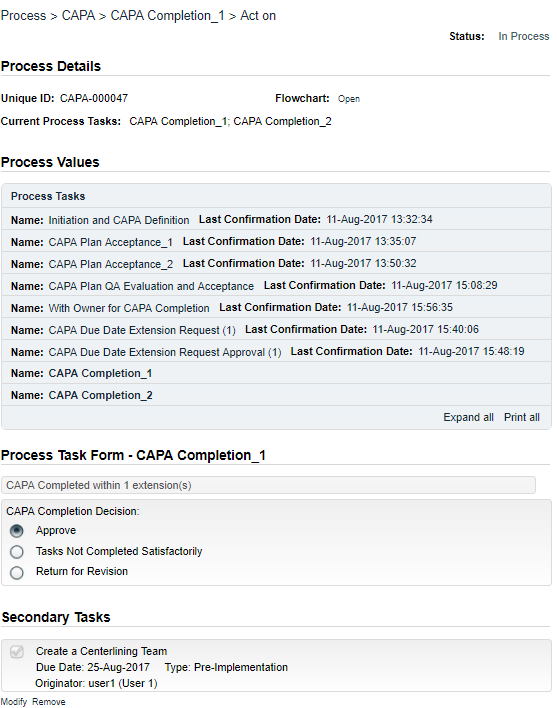 Process > CAPA > CAPA Completion_1 > Act on
Status: In Process
Process Details
Unique ID: CAPA-000047 Flowchart: Open
Current Process Tasks: CAPA Completion_1; CAPA Completion_2
Process Values
Process Tasks
Name: Initiation and CAPA Definition Last Confirmation Date: 11-Aug-2017 13:32:34
Name: CAPA Plan Acceptance_1 Last Confirmation Date: 11-Aug-2017 13:35:07
Name: CAPA Plan Acceptance_2 Last Confirmation Date: 11-Aug-2017 13:50:32
Name: CAPA Plan QA Evaluation and Acceptance Last Confirmation Date: 11-Aug-2017 15:08:29
Name: With Owner for CAPA Completion Last Confirmation Date: 11-Aug-2017 15:56:35
Name: CAPA Due Date Extension Request (1) Last Confirmation Date: 11-Aug-2017 15:40:06
Name: CAPA Due Date Extension Request Approval (1) Last Confirmation Date: 11-Aug-2017 15:48:19
Name: CAPA Completion_1
Name: CAPA Completion_2
Expand all Print all
Process Task Form - CAPA Completion_1
CAPA Completed within 1 extension(s)
CAPA Completion Decision:
Approve
Tasks Not Completed Satisfactorily
Return for Revision
Secondary Tasks
Create a Centerlining Team
Due Date: 25-Aug-2017 Type: Pre-Implementation
Originator: user1 (User 1)
Modify Remove